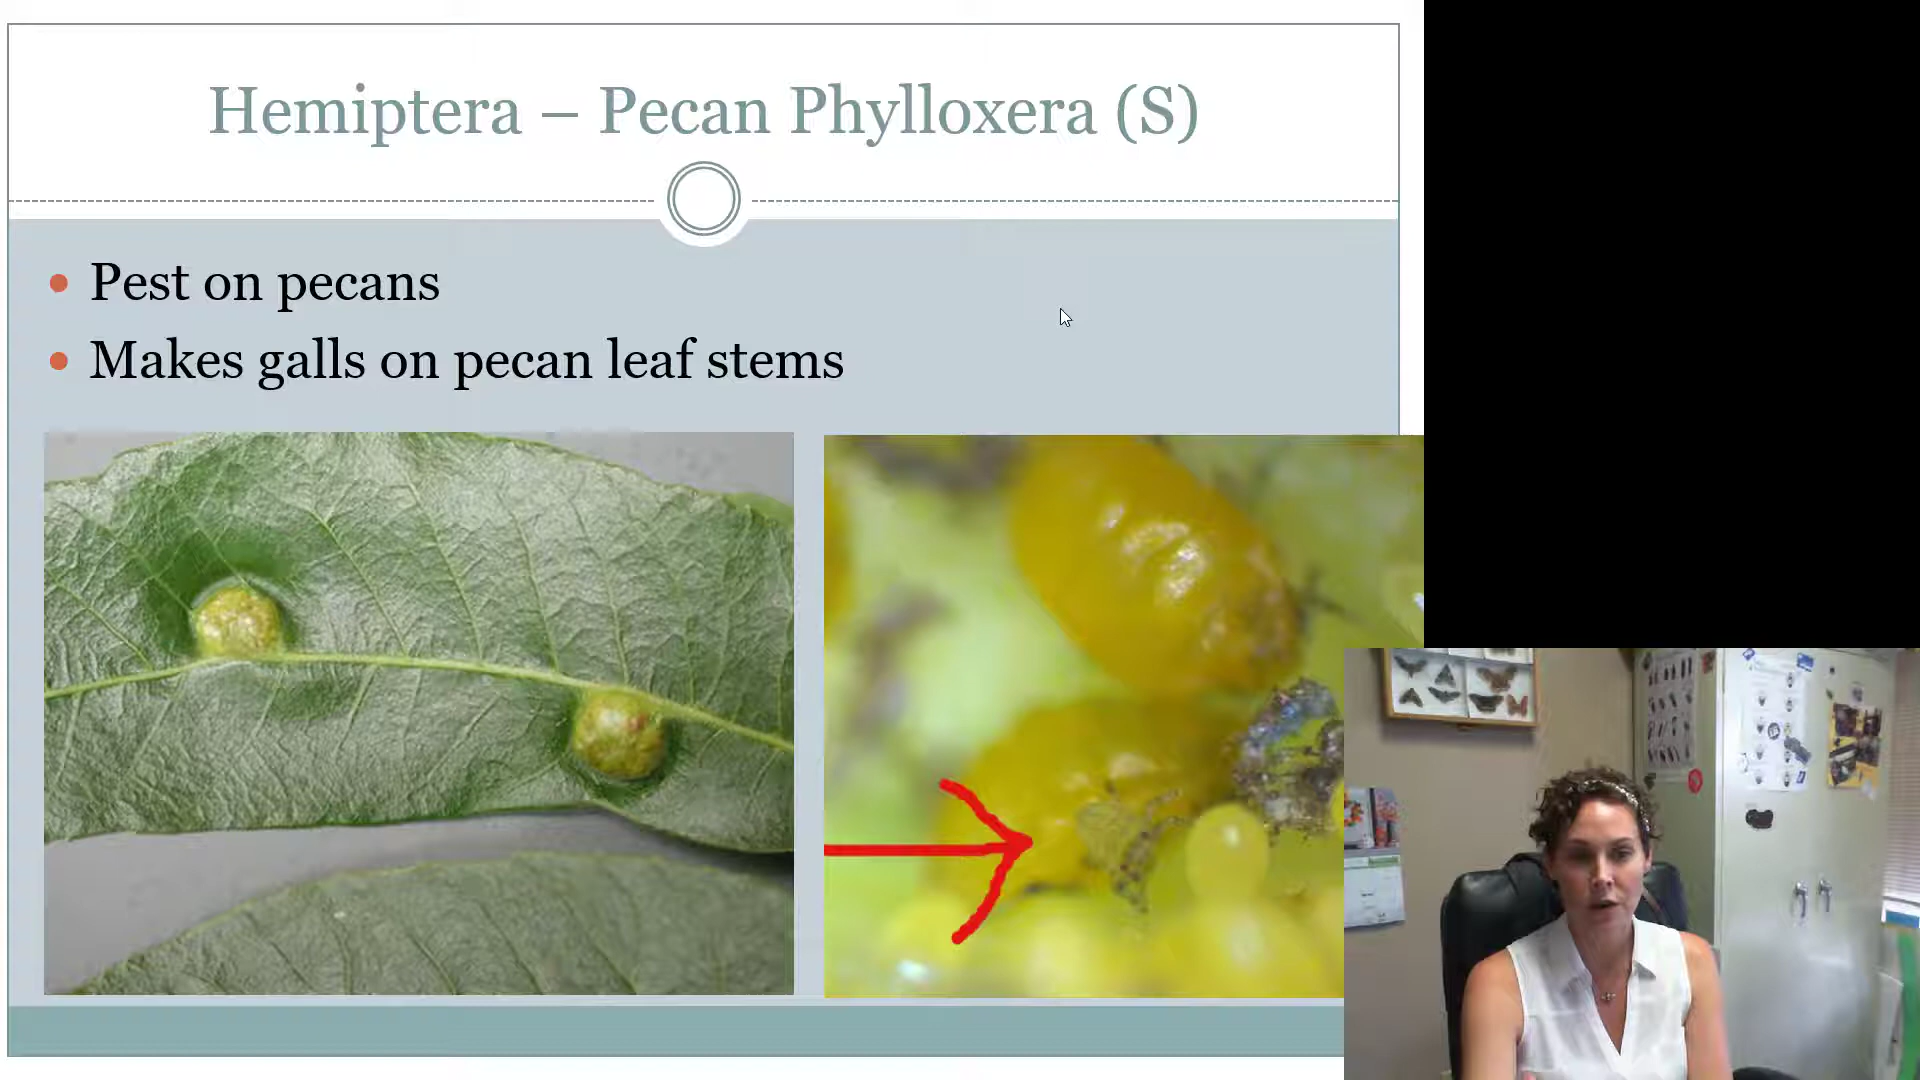 Hemiptera – Pecan Phylloxera (S)
Pest on pecans
Makes galls on pecan leaf stems